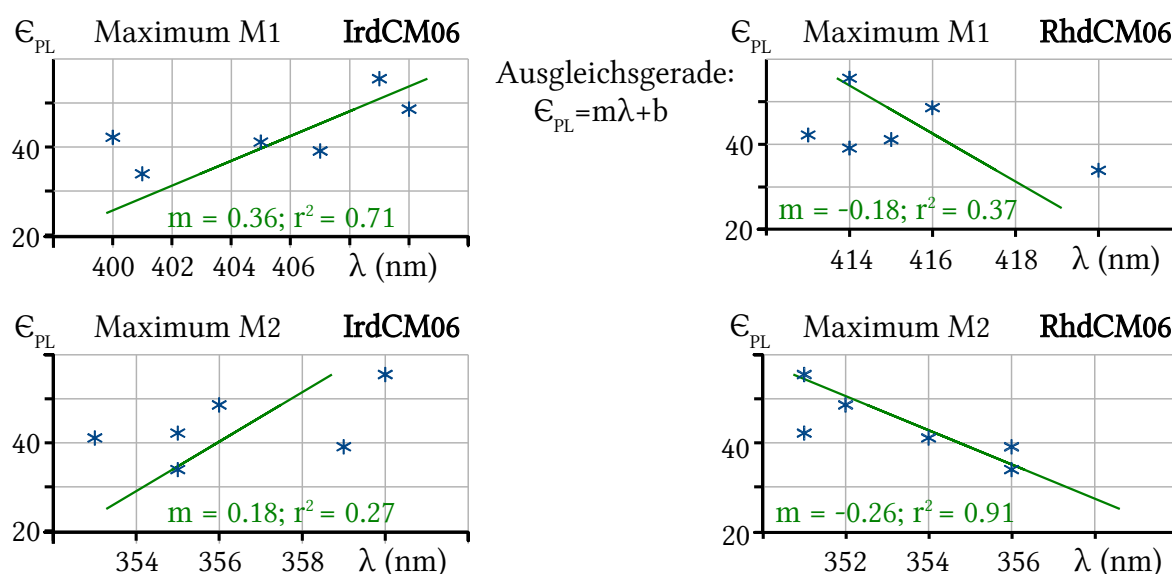 ϵPL Maximum M1 IrdCM06
40
20
m = 0.36; r² = 0.71
400 402 404 406 λ (nm)
Ausgleichsgerade:
ϵPL=mλ+b
ϵPL Maximum M1 RhdCM06
40
20
m = -0.18; r² = 0.37
414 416 418 λ (nm)
ϵPL Maximum M2 IrdCM06
40
20
m = 0.18; r² = 0.27
354 356 358 λ (nm)
ϵPL Maximum M2 RhdCM06
40
20
m = -0.26; r² = 0.91
352 354 356 λ (nm)